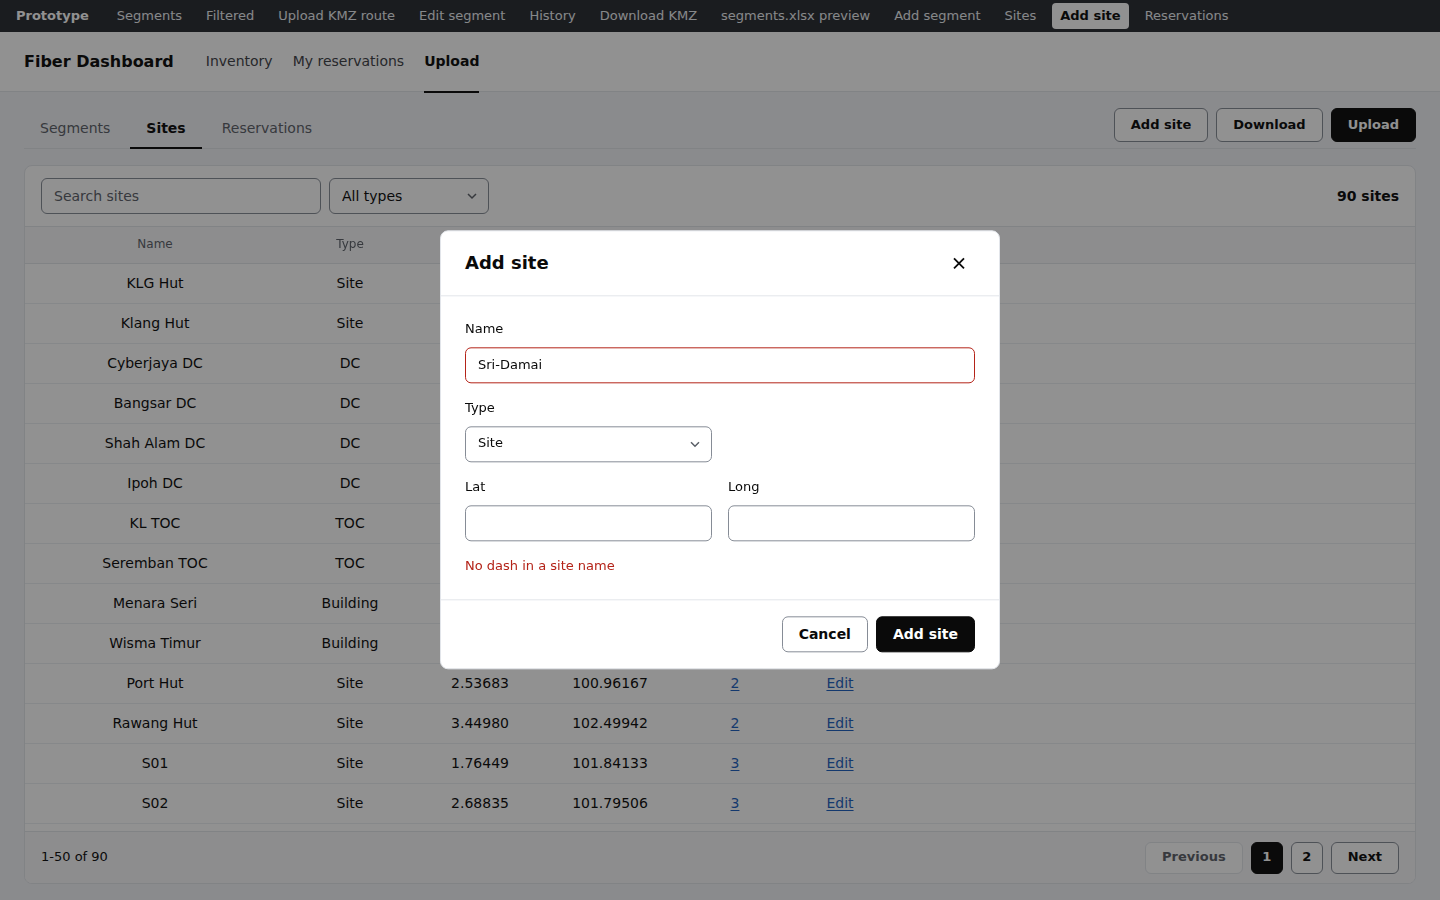 Prototype Segments Filtered Upload KMZ route Edit segment History Download KMZ segments.xlsx preview Add segment Sites Add site Reservations
Fiber Dashboard Inventory My reservations Upload
Segments Sites Reservations Add site Download Upload
Search sites All types 90 sites
Name Type
KLG Hut Site
Klang Hut Site
Cyberjaya DC DC
Bangsar DC DC
Shah Alam DC DC
Ipoh DC DC
KL TOC TOC
Seremban TOC TOC
Menara Seri Building
Wisma Timur Building
Port Hut Site 2.53683 100.96167 2 Edit
Rawang Hut Site 3.44980 102.49942 2 Edit
S01 Site 1.76449 101.84133 3 Edit
S02 Site 2.68835 101.79506 3 Edit
1-50 of 90 Previous 1 2 Next
Add site
Name
Sri-Damai
Type
Site
Lat Long
No dash in a site name
Cancel Add site